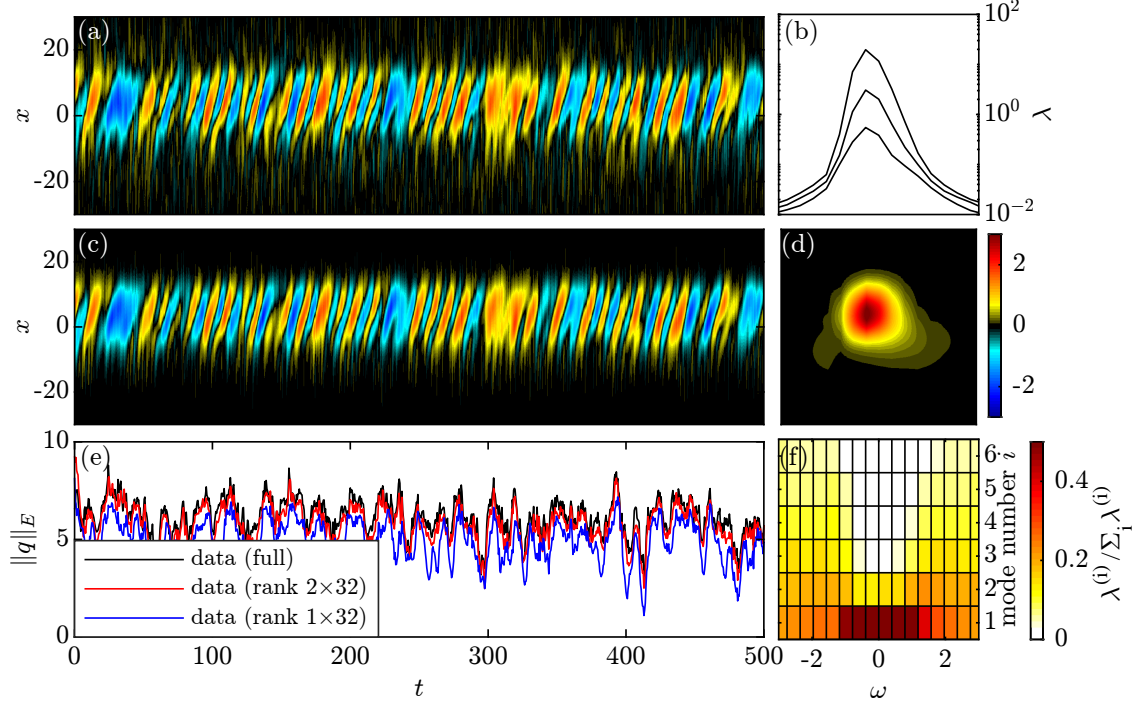 (a)
20
0
-20
x
(b)
10²
10⁰
10⁻²
λ
(c)
20
0
-20
x
(d)
2
0
-2
(e)
10
5
0
||q||_E
data (full)
data (rank 2×32)
data (rank 1×32)
0 100 200 300 400 500
t
(f)
6
5
4
3
2
1
mode number i
-2 0 2
ω
0.4
0.2
0
λ⁽ⁱ⁾/Σᵢ λ⁽ⁱ⁾